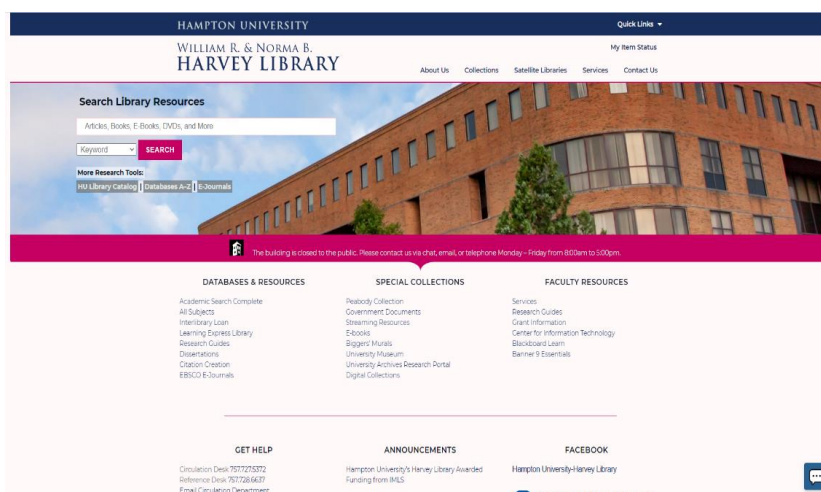 HAMPTON UNIVERSITY
Quick Links
WILLIAM R. & NORMA B.
HARVEY LIBRARY
My Item Status
About Us Collections Satellite Libraries Services Contact Us
Search Library Resources
Articles, Books, E-Books, DVDs, and More
Keyword SEARCH
More Research Tools:
HU Library Catalog | Databases A-Z | E-Journals
The building is closed to the public. Please contact us via chat, email, or telephone Monday – Friday from 8:00am to 5:00pm.
DATABASES & RESOURCES
Academic Search Complete
All Subjects
Interlibrary Loan
Learning Express Library
Research Guides
Dissertations
Citation Creation
EBSCO E-Journals
SPECIAL COLLECTIONS
Peabody Collection
Government Documents
Streaming Resources
E-books
Biggers' Murals
University Museum
University Archives Research Portal
Digital Collections
FACULTY RESOURCES
Services
Research Guides
Grant Information
Center for Information Technology
Blackboard Learn
Banner 9 Essentials
GET HELP
Circulation Desk 757.727.5372
Reference Desk 757.728.6637
Email Circulation Department
ANNOUNCEMENTS
Hampton University's Harvey Library Awarded
Funding from IMLS
FACEBOOK
Hampton University-Harvey Library